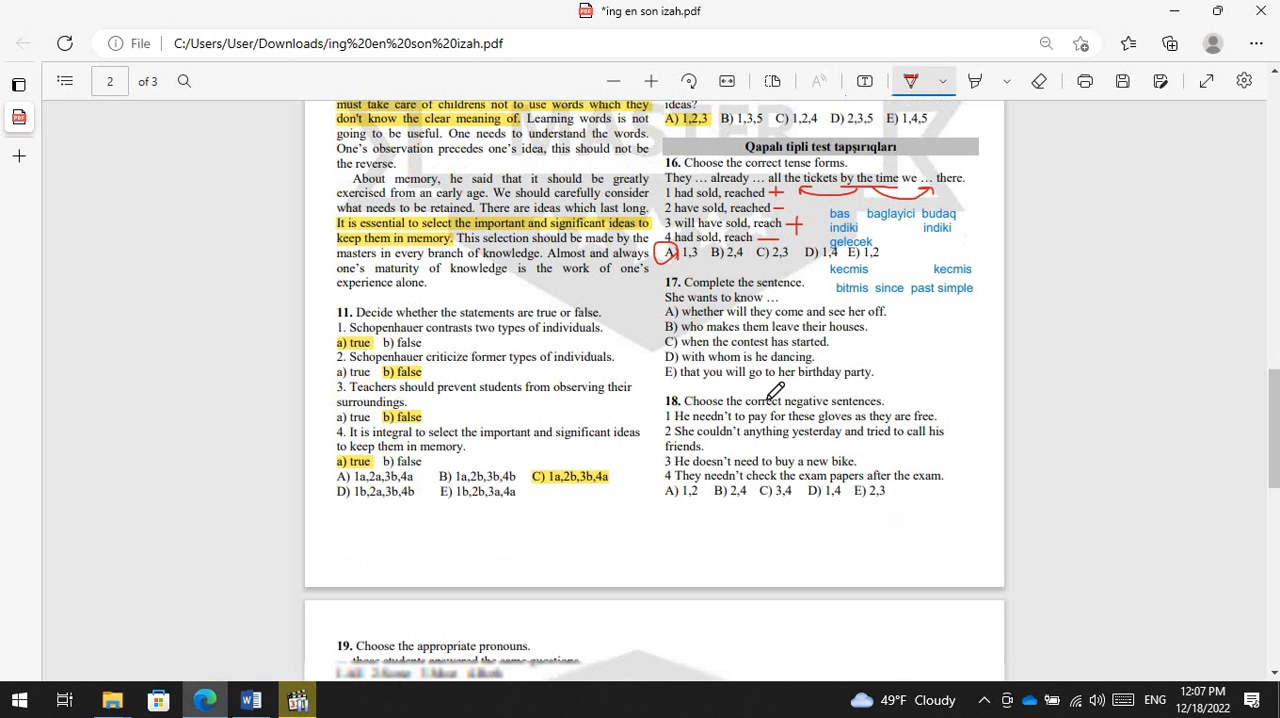 *ing en son izah.pdf
File C:/Users/User/Downloads/ing%20en%20son%20izah.pdf
2 of 3
must take care of childrens not to use words which they
don't know the clear meaning of. Learning words is not
going to be useful. One needs to understand the words.
One's observation precedes one's idea, this should not be
the reverse.
About memory, he said that it should be greatly
exercised from an early age. We should carefully consider
what needs to be retained. There are ideas which last long.
It is essential to select the important and significant ideas to
keep them in memory. This selection should be made by the
masters in every branch of knowledge. Almost and always
one's maturity of knowledge is the work of one's
experience alone.
11. Decide whether the statements are true or false.
1. Schopenhauer contrasts two types of individuals.
a) true b) false
2. Schopenhauer criticize former types of individuals.
a) true b) false
3. Teachers should prevent students from observing their
surroundings.
a) true b) false
4. It is integral to select the important and significant ideas
to keep them in memory.
a) true b) false
A) 1a,2a,3b,4a B) 1a,2b,3b,4b C) 1a,2b,3b,4a
D) 1b,2a,3b,4b E) 1b,2b,3a,4a
ideas?
A) 1,2,3 B) 1,3,5 C) 1,2,4 D) 2,3,5 E) 1,4,5
Qapalı tipli test tapşırıqları
16. Choose the correct tense forms.
They … already … all the tickets by the time we … there.
1 had sold, reached +
2 have sold, reached −
3 will have sold, reach +
4 had sold, reach −
A) 1,3 B) 2,4 C) 2,3 D) 1,4 E) 1,2
bas baglayici budaq
indiki indiki
gelecek
kecmis kecmis
bitmis since past simple
17. Complete the sentence.
She wants to know …
A) whether will they come and see her off.
B) who makes them leave their houses.
C) when the contest has started.
D) with whom is he dancing.
E) that you will go to her birthday party.
18. Choose the correct negative sentences.
1 He needn't to pay for these gloves as they are free.
2 She couldn't anything yesterday and tried to call his
friends.
3 He doesn't need to buy a new bike.
4 They needn't check the exam papers after the exam.
A) 1,2 B) 2,4 C) 3,4 D) 1,4 E) 2,3
19. Choose the appropriate pronouns.
these students answered the same questions
49°F Cloudy
ENG
12:07 PM
12/18/2022